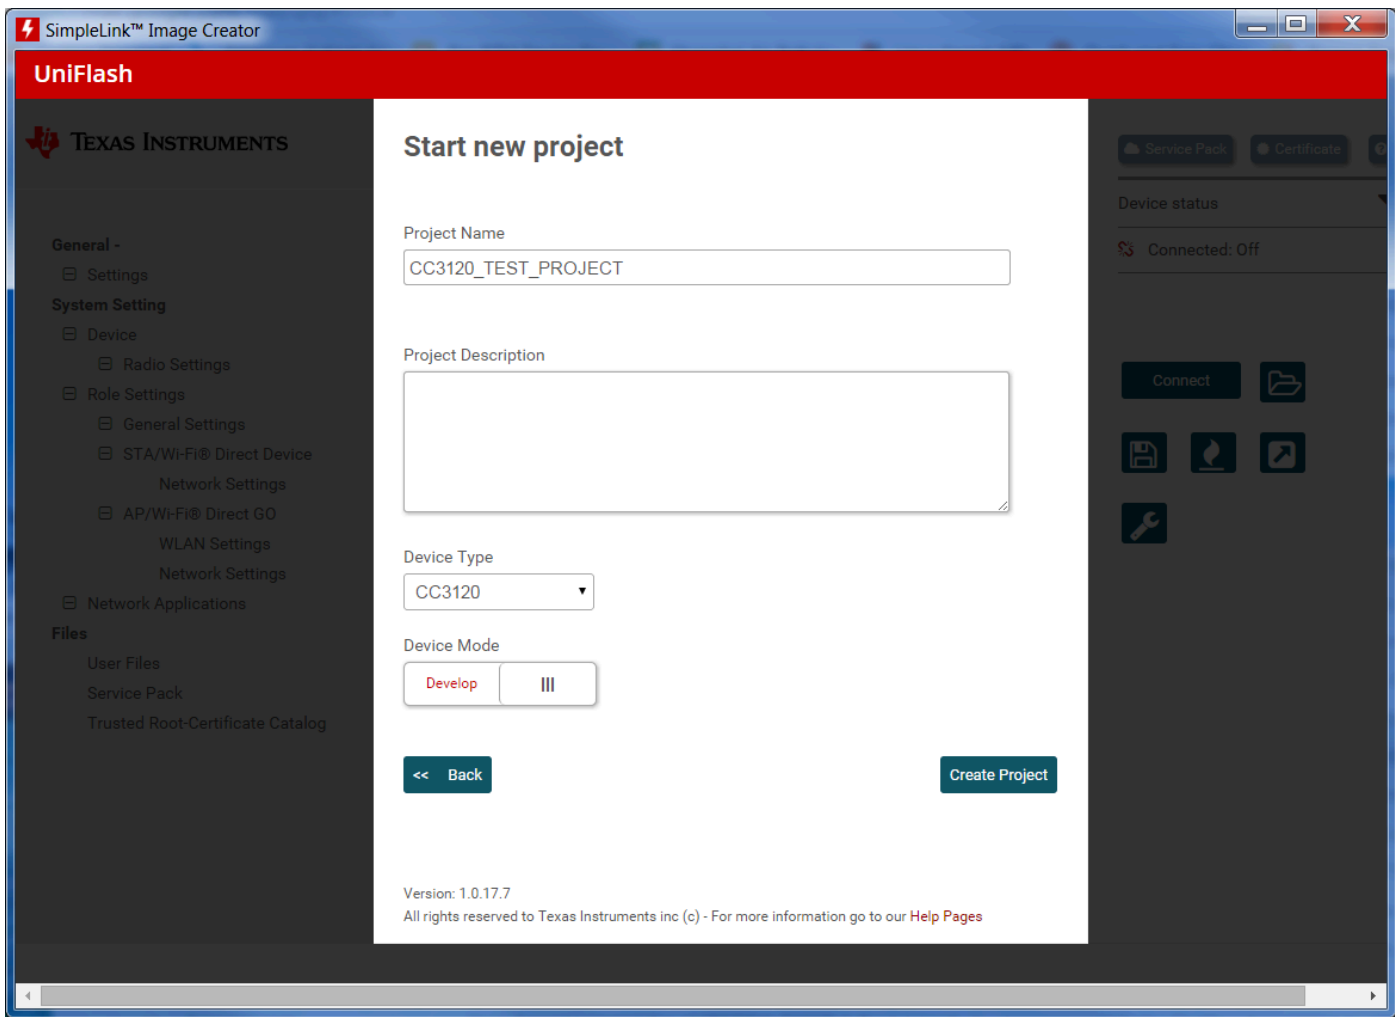 SimpleLink™ Image Creator
UniFlash
TEXAS INSTRUMENTS
General -
Settings
System Setting
Device
Radio Settings
Role Settings
General Settings
STA/Wi-Fi® Direct Device
Network Settings
AP/Wi-Fi® Direct GO
WLAN Settings
Network Settings
Network Applications
Files
User Files
Service Pack
Trusted Root-Certificate Catalog
Start new project
Project Name
CC3120_TEST_PROJECT
Project Description
Device Type
CC3120
Device Mode
Develop
<< Back
Create Project
Version: 1.0.17.7
All rights reserved to Texas Instruments inc (c) - For more information go to our Help Pages
Service Pack
Certificate
Device status
Connected: Off
Connect